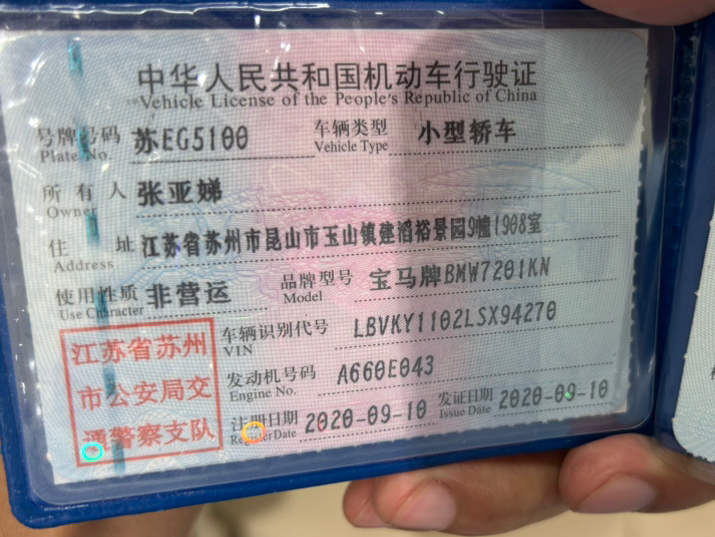 中华人民共和国机动车行驶证
Vehicle License of the People's Republic of China
号牌号码 苏EG5100 车辆类型 小型轿车
Plate No. Vehicle Type
所有人 张亚娣
Owner
住址 江苏省苏州市昆山市玉山镇建滔裕景园9幢1908室
Address
使用性质 非营运 品牌型号 宝马牌BMW7201KN
Use Character Model
江苏省苏州
市公安局交
通警察支队
车辆识别代号 LBVKY1102LSX94270
VIN
发动机号码 A660E043
Engine No.
注册日期 2020-09-10 发证日期 2020-09-10
Register Date Issue Date